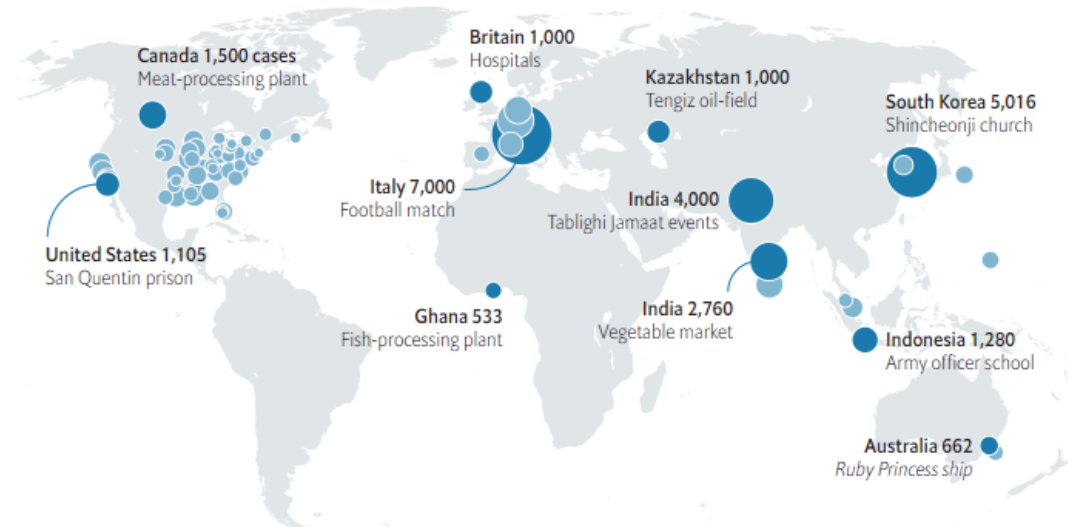 Canada 1,500 cases
Meat-processing plant
Britain 1,000
Hospitals
Kazakhstan 1,000
Tengiz oil-field
South Korea 5,016
Shincheonji church
Italy 7,000
Football match
India 4,000
Tablighi Jamaat events
United States 1,105
San Quentin prison
Ghana 533
Fish-processing plant
India 2,760
Vegetable market
Indonesia 1,280
Army officer school
Australia 662
Ruby Princess ship